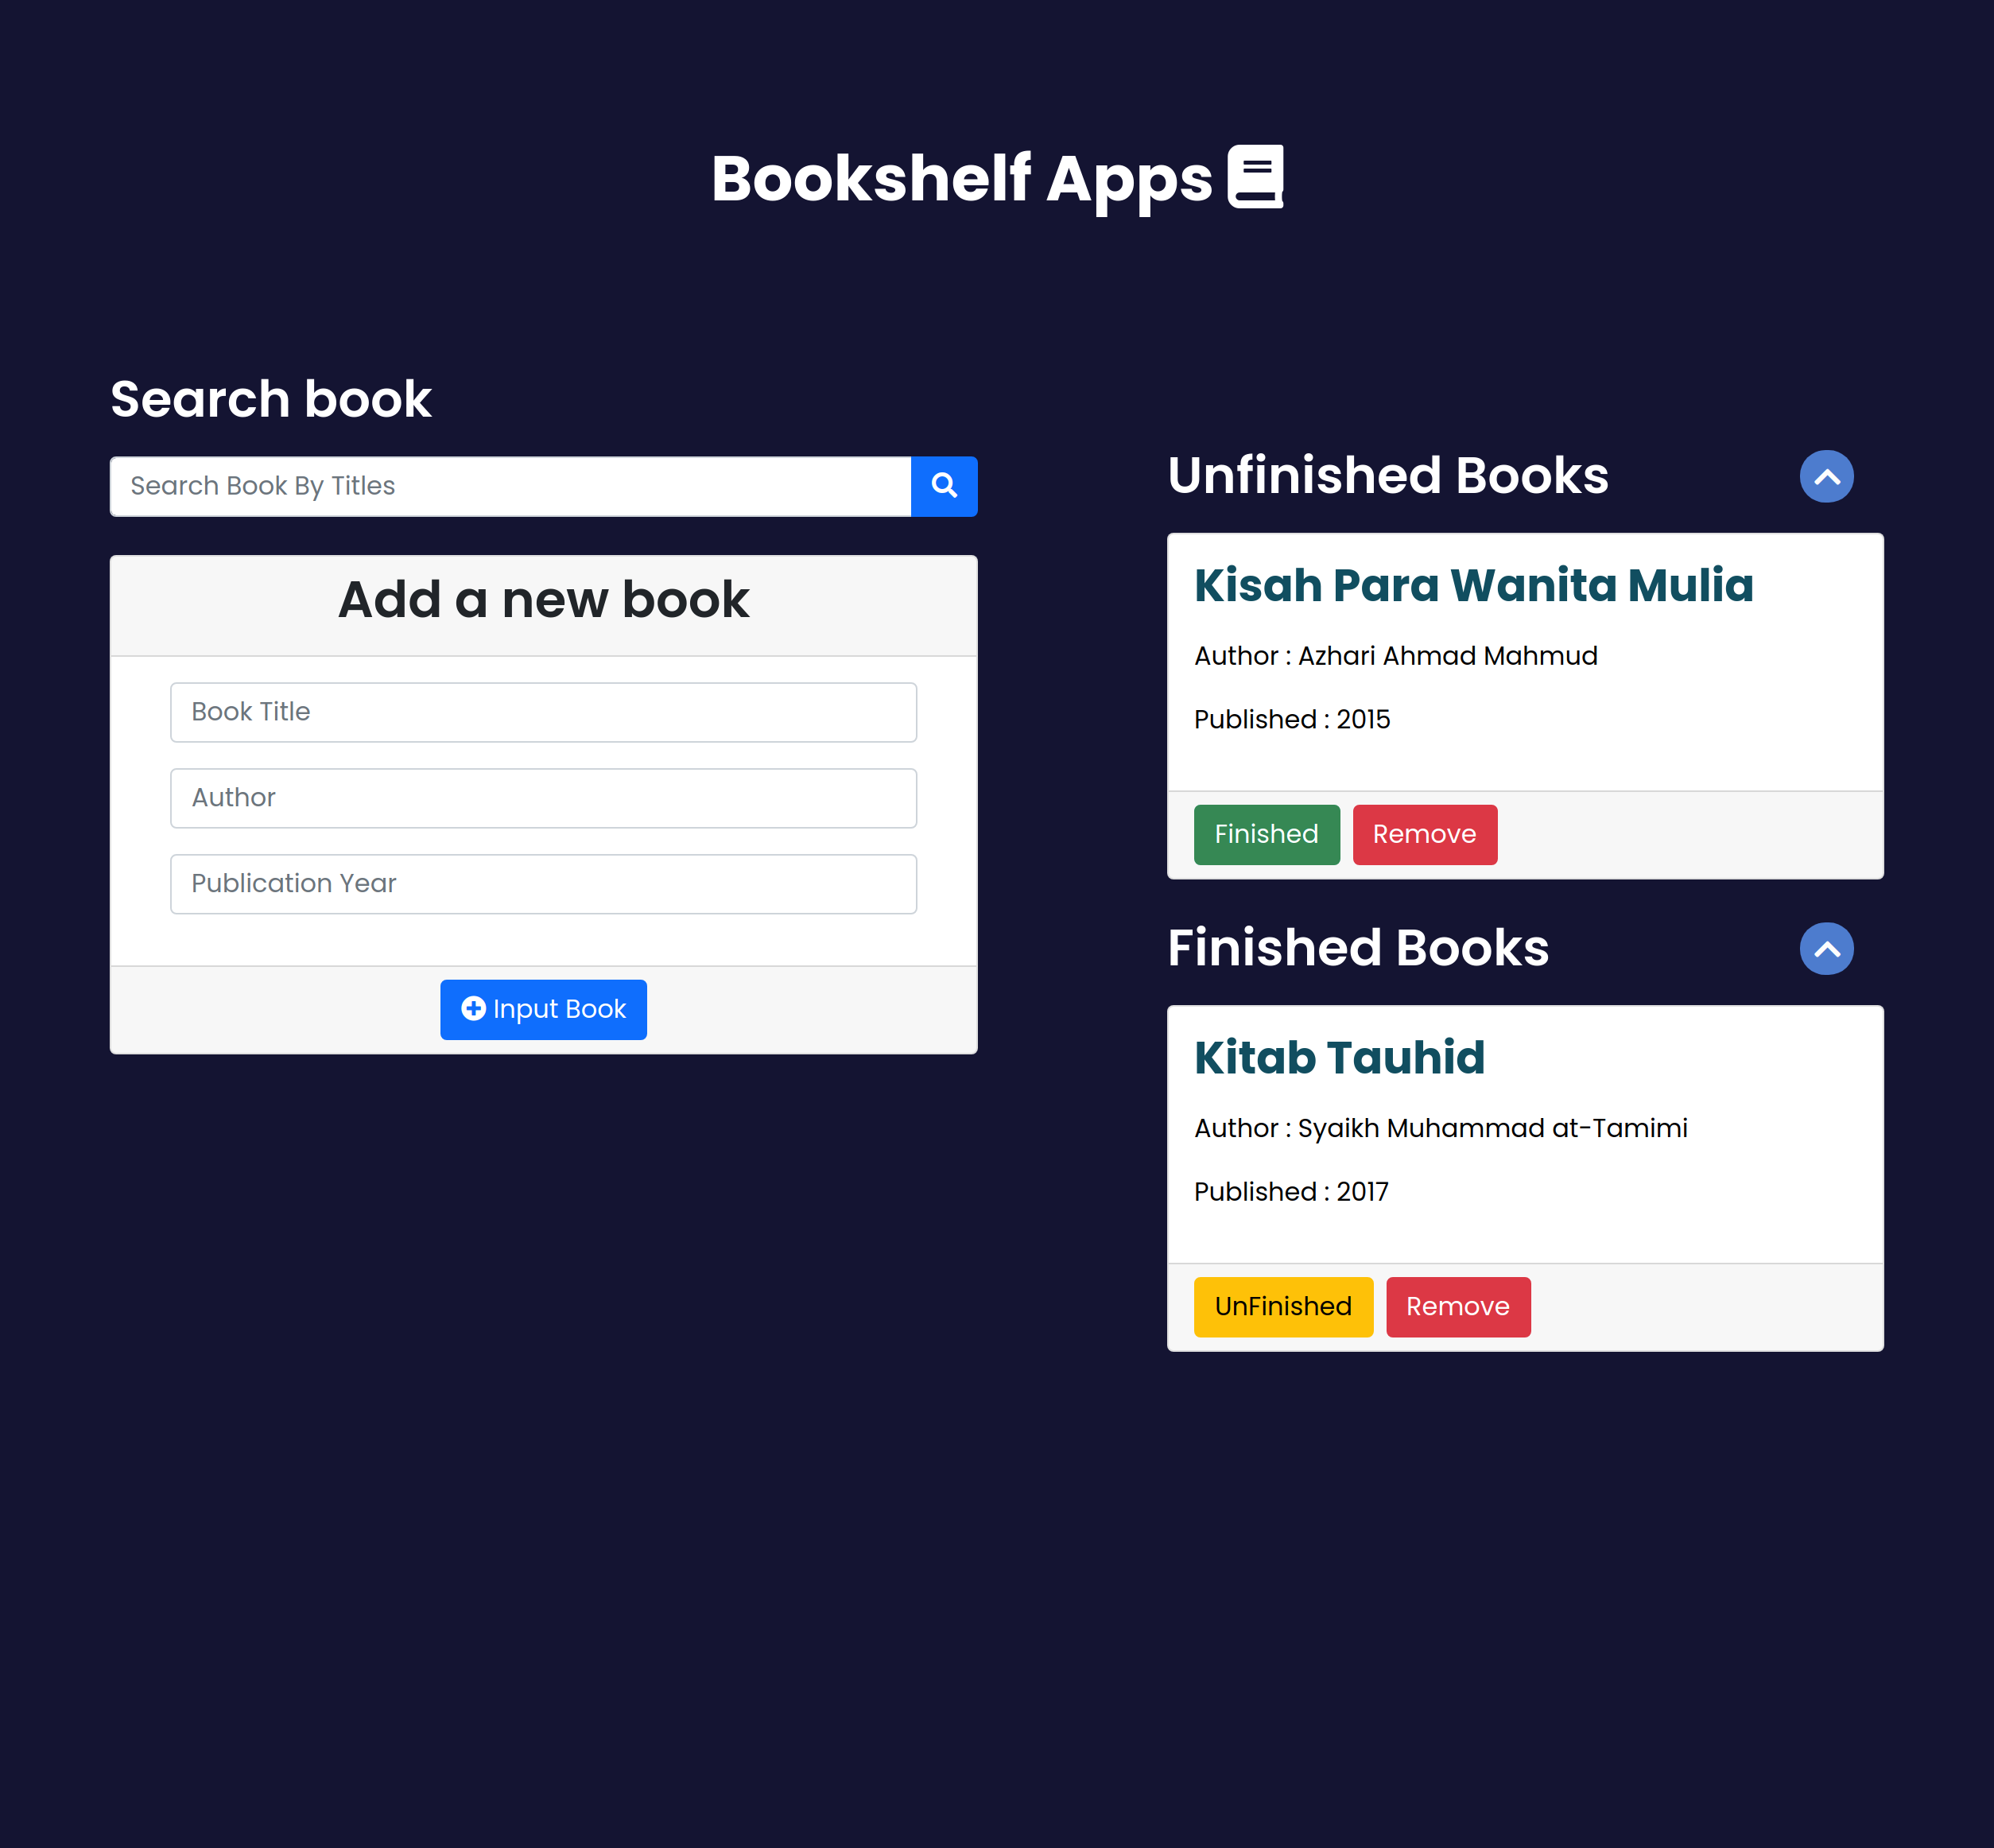 Bookshelf Apps
Search book
Search Book By Titles
Add a new book
Book Title
Author
Publication Year
Input Book
Unfinished Books
Kisah Para Wanita Mulia
Author : Azhari Ahmad Mahmud
Published : 2015
Finished Remove
Finished Books
Kitab Tauhid
Author : Syaikh Muhammad at-Tamimi
Published : 2017
UnFinished Remove